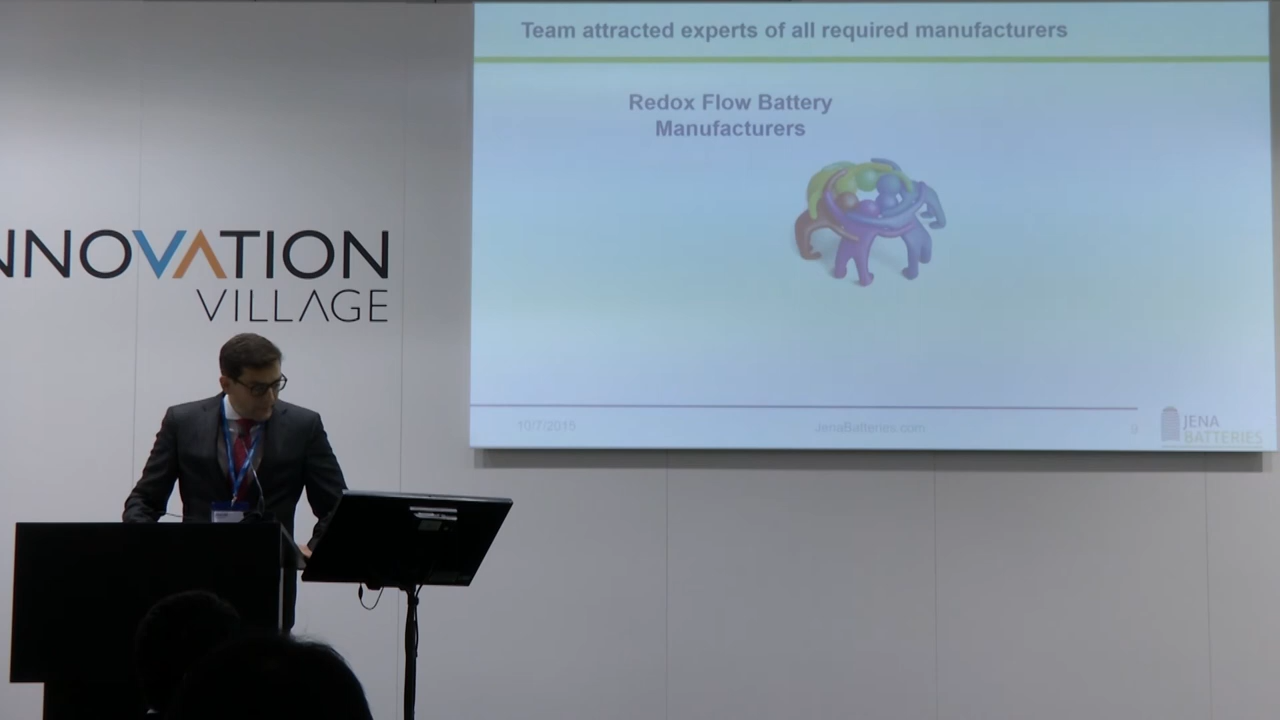 Team attracted experts of all required manufacturers
Redox Flow Battery
Manufacturers
NNOVATION
VILLAGE
10/7/2015
JenaBatteries.com
9
JENA
BATTERIES